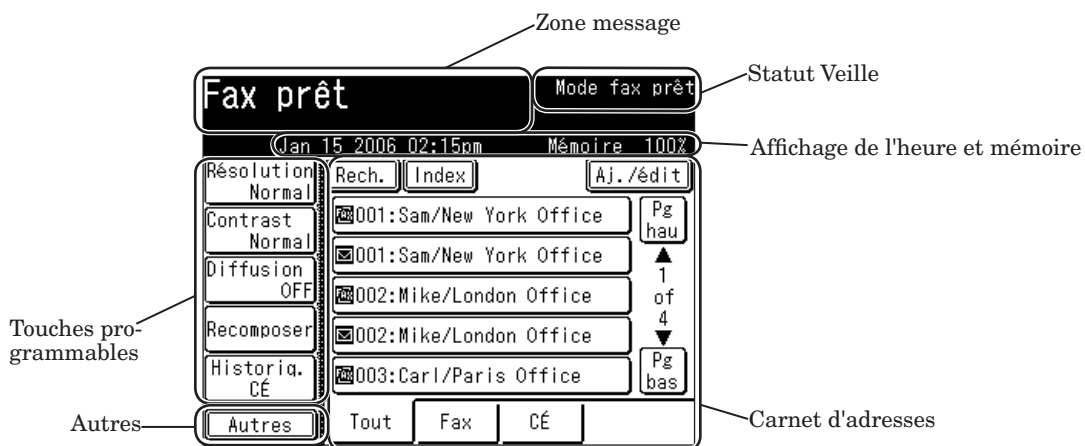 Zone message
Fax prêt
Mode fax prêt
Statut Veille
Jan 15 2006 02:15pm Mémoire 100%
Affichage de l'heure et mémoire
Résolution
Normal
Contrast
Normal
Diffusion
OFF
Recomposer
Historiq.
CÉ
Autres
Touches pro-
grammables
Autres
Rech. Index Aj./édit
001:Sam/New York Office
001:Sam/New York Office
002:Mike/London Office
002:Mike/London Office
003:Carl/Paris Office
Pg
hau
1
of
4
Pg
bas
Tout Fax CÉ
Carnet d'adresses